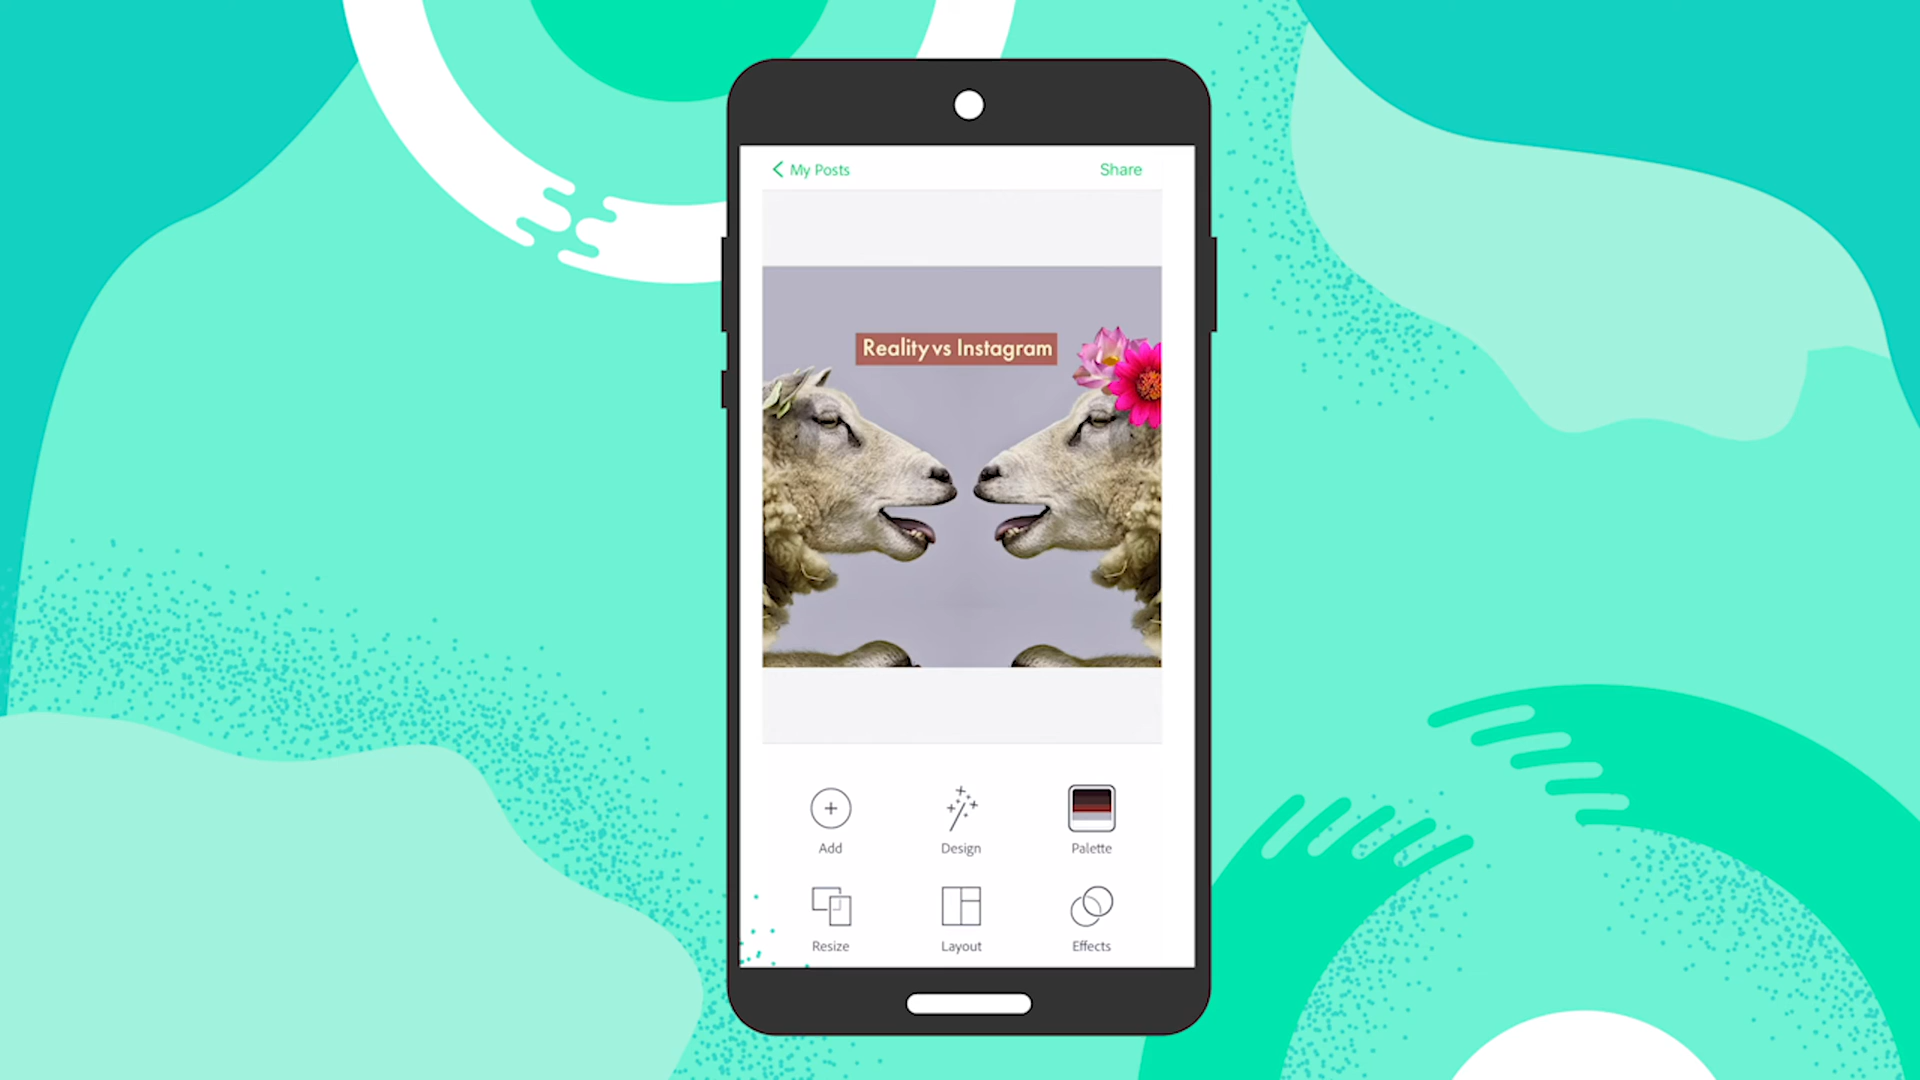 My Posts
Share
Reality vs Instagram
Add
Design
Palette
Resize
Layout
Effects